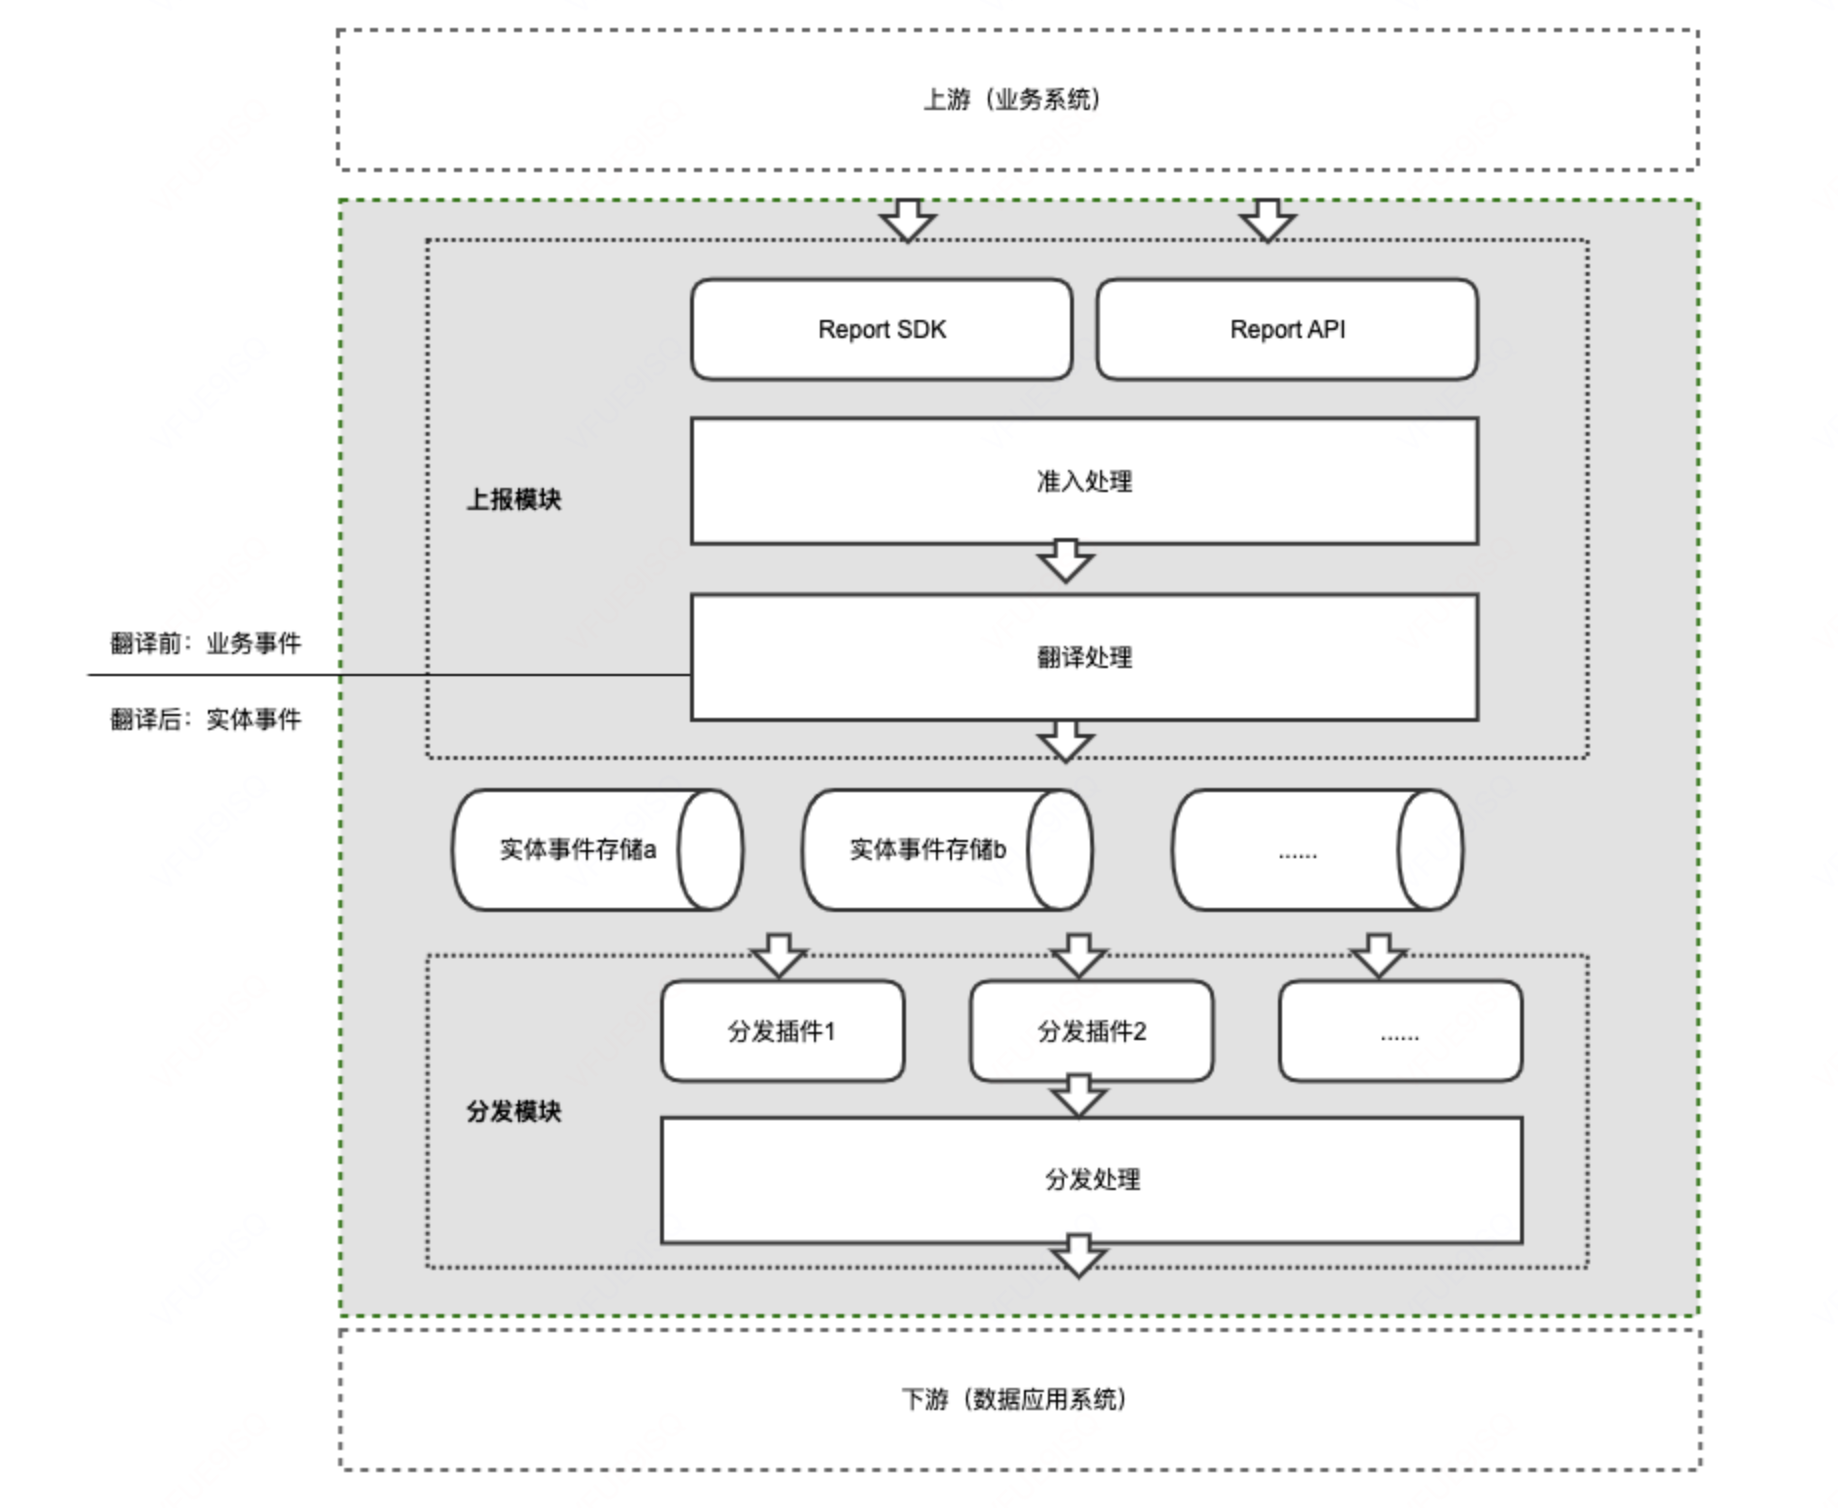 上游（业务系统）
Report SDK
Report API
准入处理
上报模块
翻译前：业务事件
翻译处理
翻译后：实体事件
实体事件存储a
实体事件存储b
......
分发插件1
分发插件2
......
分发模块
分发处理
下游（数据应用系统）